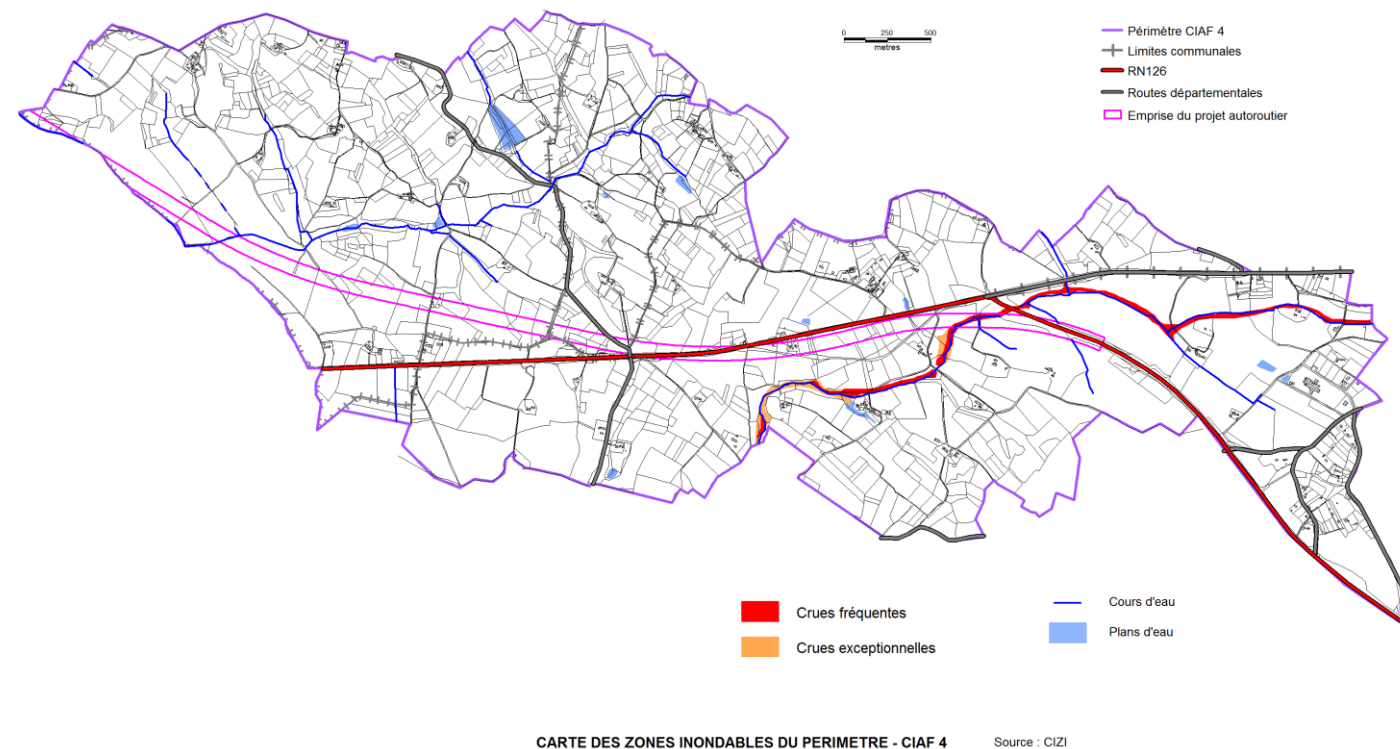 0 250 500
metres
Périmètre CIAF 4
Limites communales
RN126
Routes départementales
Emprise du projet autoroutier
Crues fréquentes
Crues exceptionnelles
Cours d'eau
Plans d'eau
CARTE DES ZONES INONDABLES DU PERIMETRE - CIAF 4
Source : CIZI